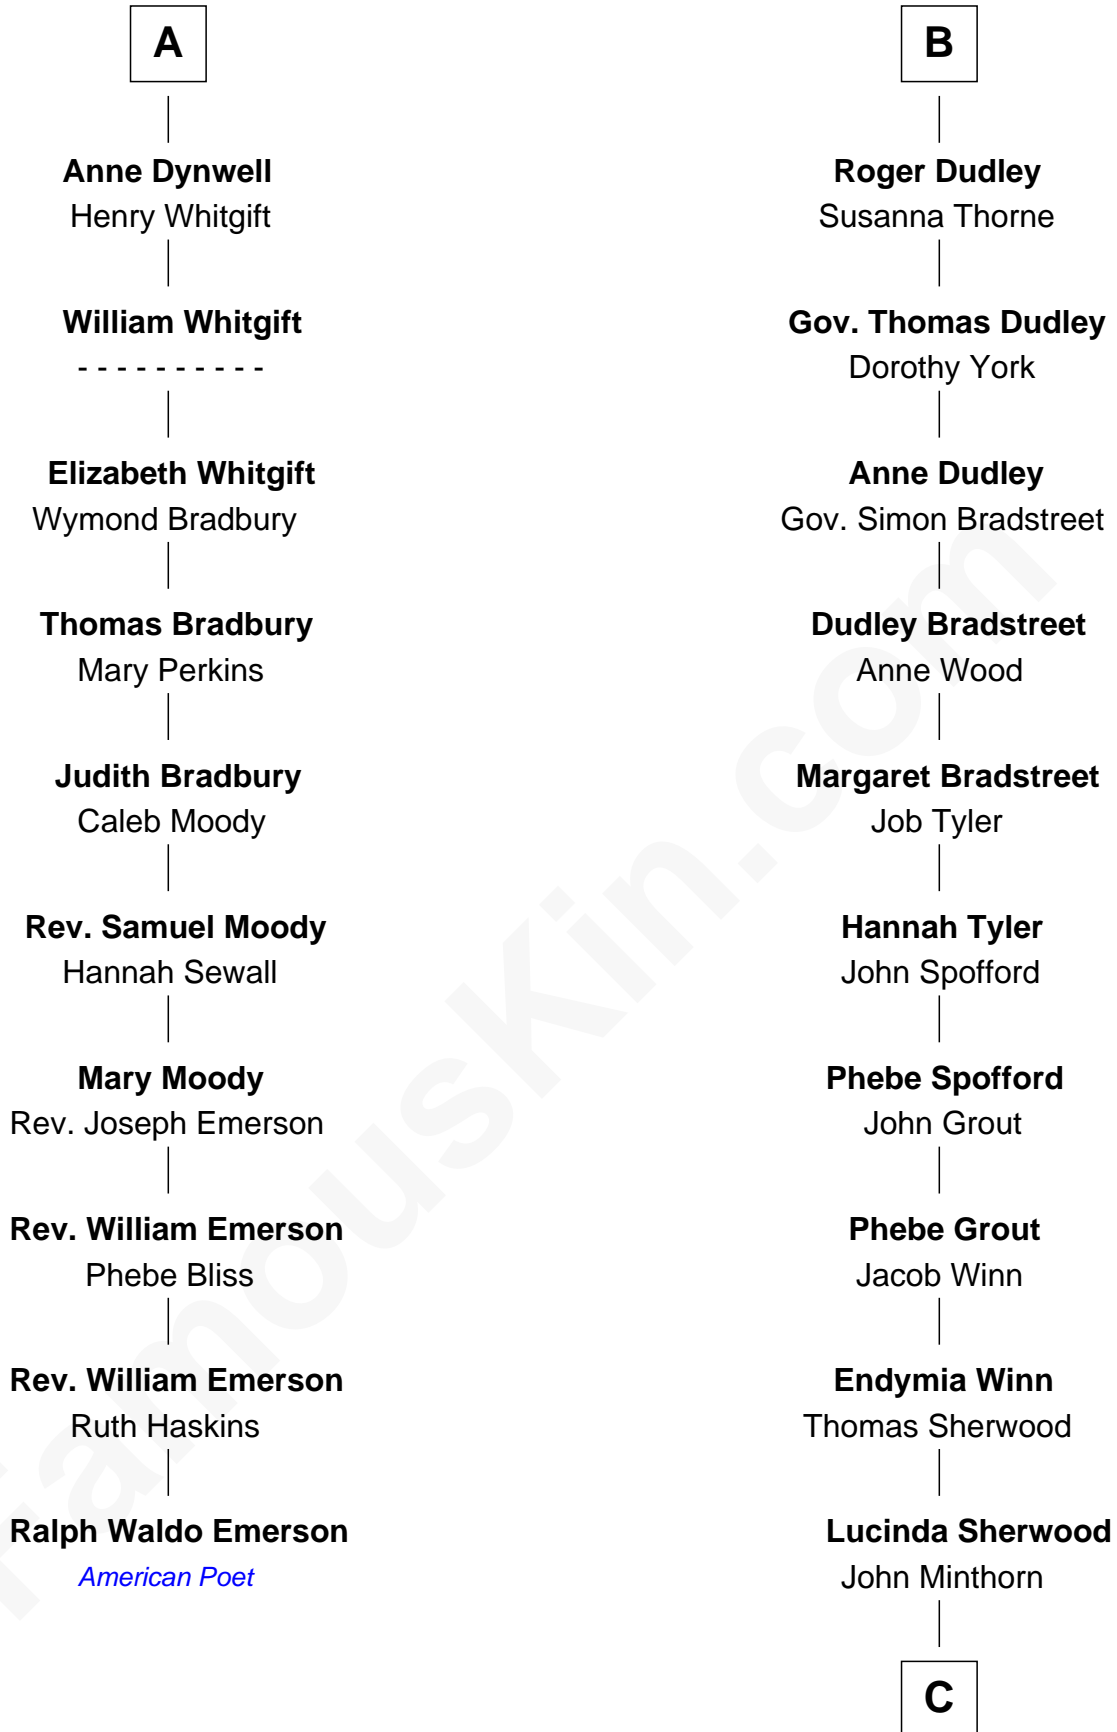 A
Anne Dynwell
Henry Whitgift
William Whitgift
- - - - - - - - - -
Elizabeth Whitgift
Wymond Bradbury
Thomas Bradbury
Mary Perkins
Judith Bradbury
Caleb Moody
Rev. Samuel Moody
Hannah Sewall
Mary Moody
Rev. Joseph Emerson
Rev. William Emerson
Phebe Bliss
Rev. William Emerson
Ruth Haskins
Ralph Waldo Emerson
American Poet
B
Roger Dudley
Susanna Thorne
Gov. Thomas Dudley
Dorothy York
Anne Dudley
Gov. Simon Bradstreet
Dudley Bradstreet
Anne Wood
Margaret Bradstreet
Job Tyler
Hannah Tyler
John Spofford
Phebe Spofford
John Grout
Phebe Grout
Jacob Winn
Endymia Winn
Thomas Sherwood
Lucinda Sherwood
John Minthorn
C
FamousKin.com